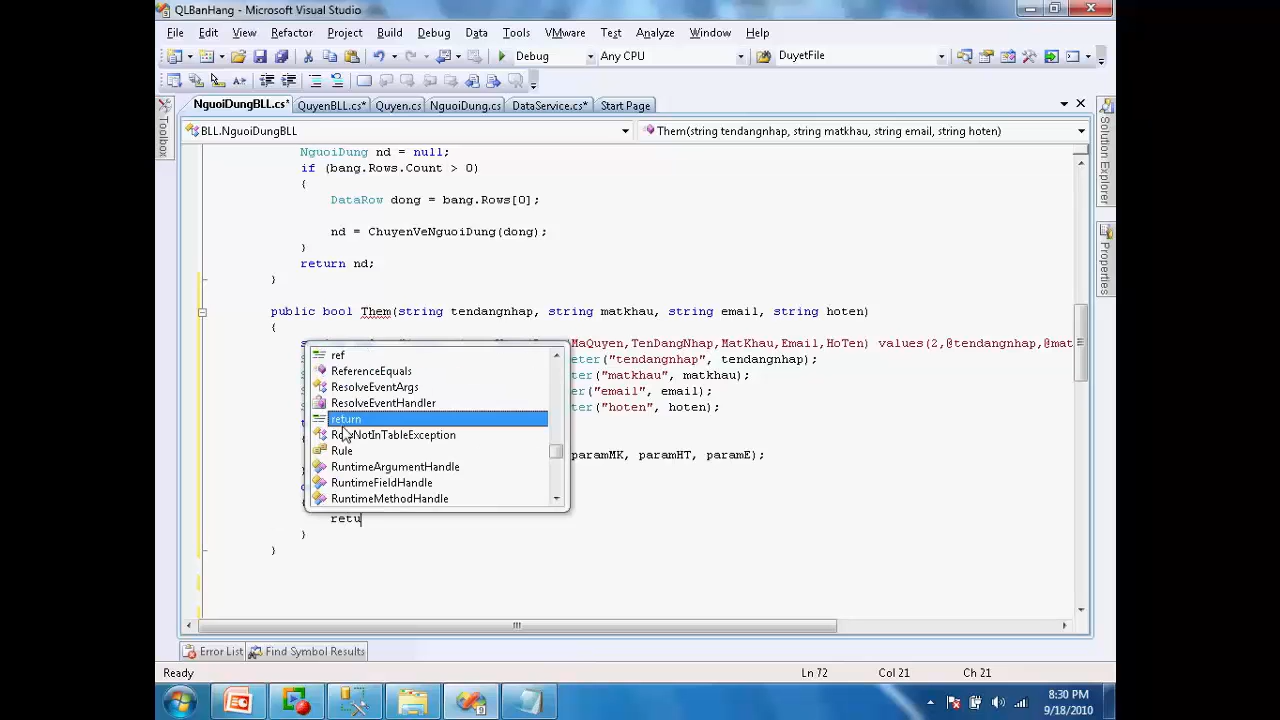 QLBanHang - Microsoft Visual Studio
File Edit View Refactor Project Build Debug Data Tools VMware Test Analyze Window Help
Debug Any CPU DuyetFile
NguoiDungBLL.cs* QuyenBLL.cs* Quyen.cs NguoiDung.cs DataService.cs* Start Page
BLL.NguoiDungBLL Them(string tendangnhap, string matkhau, string email, string hoten)
Toolbox
Solution Explorer
Properties
NguoiDung nd = null;
if (bang.Rows.Count > 0)
{
DataRow dong = bang.Rows[0];
nd = ChuyenVeNguoiDung(dong);
}
return nd;
}
public bool Them(string tendangnhap, string matkhau, string email, string hoten)
{
MaQuyen,TenDangNhap,MatKhau,Email,HoTen) values(2,@tendangnhap,@mat
eter("tendangnhap", tendangnhap);
ter("matkhau", matkhau);
ter("email", email);
ter("hoten", hoten);
paramMK, paramHT, paramE);
ref
ReferenceEquals
ResolveEventArgs
ResolveEventHandler
return
RowNotInTableException
Rule
RuntimeArgumentHandle
RuntimeFieldHandle
RuntimeMethodHandle
retu
}
}
Error List Find Symbol Results
Ready Ln 72 Col 21 Ch 21
8:30 PM
9/18/2010